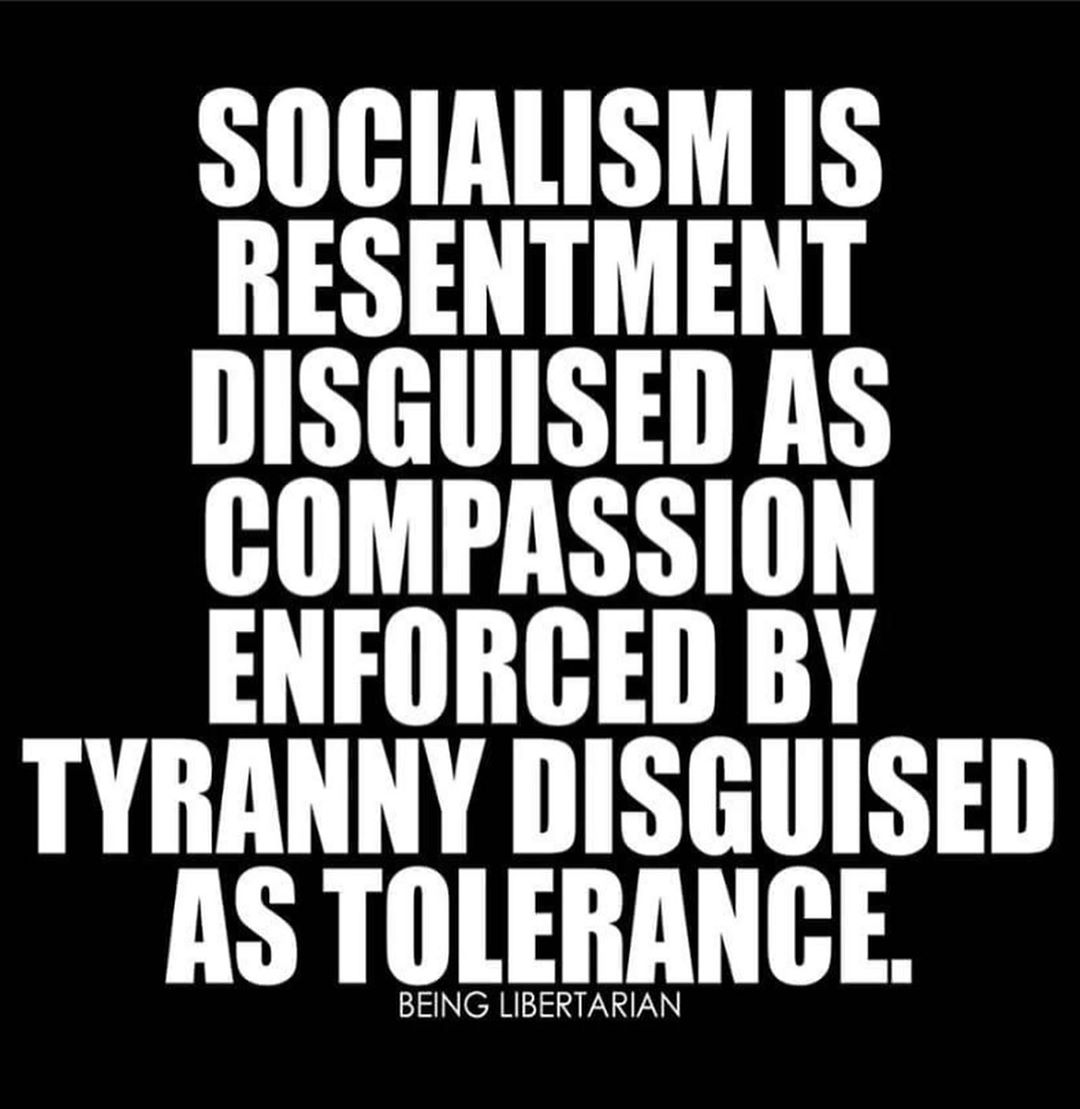 SOCIALISM IS
RESENTMENT
DISGUISED AS
COMPASSION
ENFORCED BY
TYRANNY DISGUISED
AS TOLERANCE.
BEING LIBERTARIAN